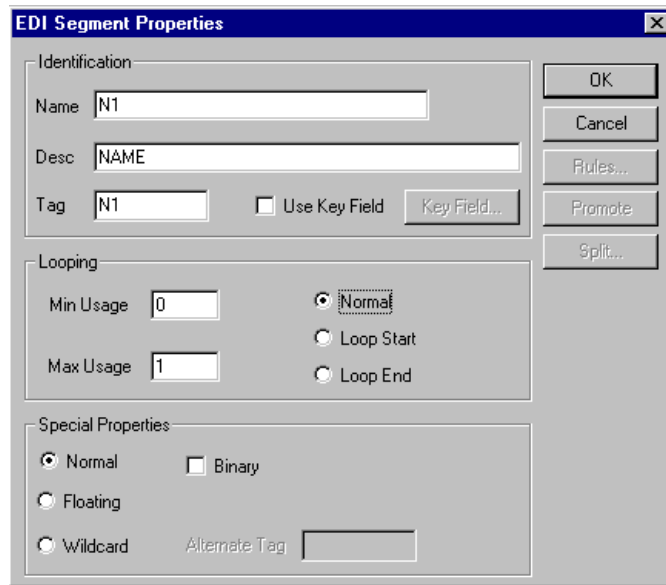 EDI Segment Properties
Identification
Name N1
Desc NAME
Tag N1 Use Key Field Key Field...
OK
Cancel
Rules...
Promote
Split...
Looping
Min Usage 0 Normal
Loop Start
Max Usage 1
Loop End
Special Properties
Normal Binary
Floating
Wildcard Alternate Tag